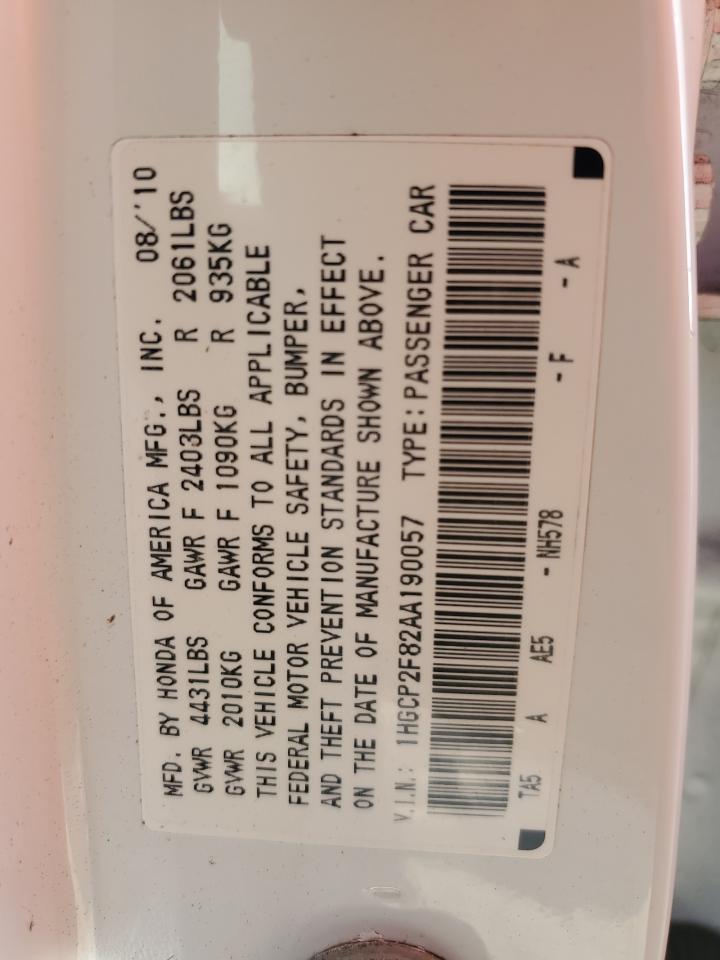 MFD. BY HONDA OF AMERICA MFG., INC. 08/'10
GVWR 4431LBS GAWR F 2403LBS R 2061LBS
GVWR 2010KG GAWR F 1090KG R 935KG
THIS VEHICLE CONFORMS TO ALL APPLICABLE
FEDERAL MOTOR VEHICLE SAFETY, BUMPER,
AND THEFT PREVENTION STANDARDS IN EFFECT
ON THE DATE OF MANUFACTURE SHOWN ABOVE.
V.I.N.: 1HGCP2F82AA190057 TYPE:PASSENGER CAR
TA5 A AE5 - NH578 - F - A